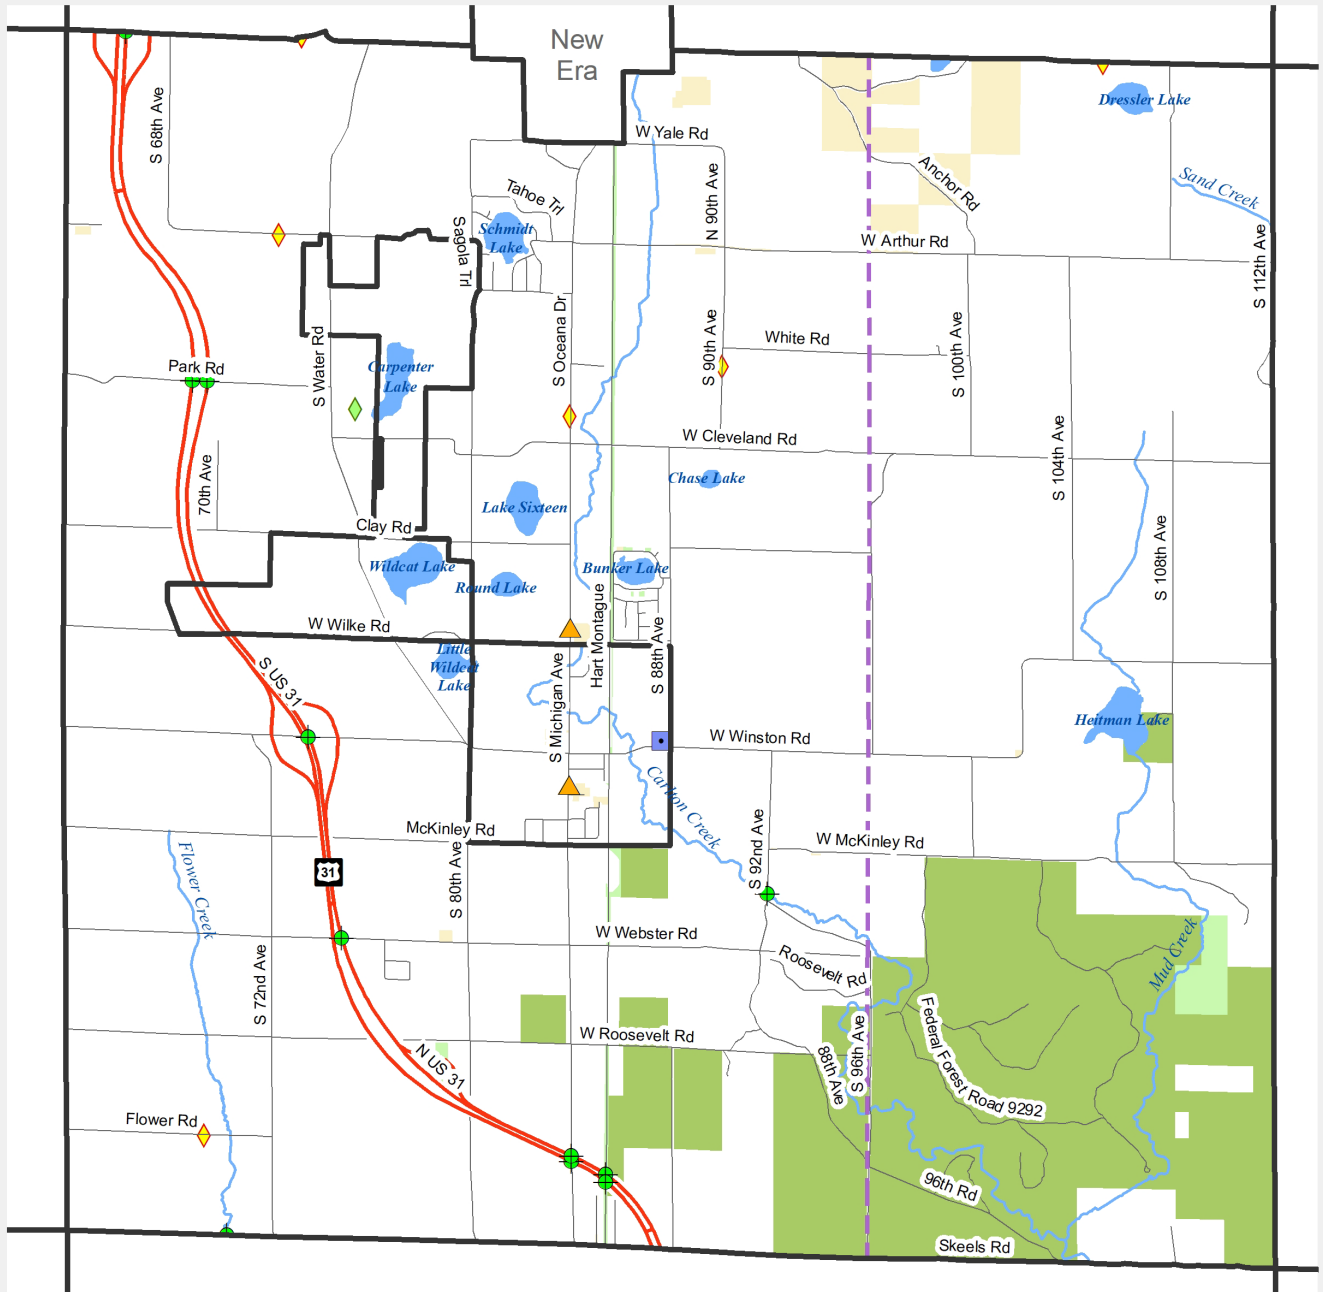 New
Era
S 68th Ave
W Yale Rd
Dressler Lake
Tahoe Trl
N 90th Ave
Anchor Rd
Sand Creek
Sagola Trl
Schmidt
Lake
W Arthur Rd
S 112th Ave
S Oceana Dr
S Water Rd
S 90th Ave
White Rd
S 100th Ave
Park Rd
Carpenter
Lake
W Cleveland Rd
S 104th Ave
70th Ave
Chase Lake
Lake Sixteen
Clay Rd
S 108th Ave
Wildcat Lake
Round Lake
Bunker Lake
Hart Montague
W Wilke Rd
S 88th Ave
Little
Wildcat
Lake
S US 31
S Michigan Ave
Heitman Lake
W Winston Rd
Carlton Creek
McKinley Rd
S 92nd Ave
W McKinley Rd
Flower Creek
31
S 80th Ave
W Webster Rd
Mud Creek
S 72nd Ave
Roosevelt Rd
W Roosevelt Rd
S 96th Ave
88th Ave
Federal Forest Road 9292
N US 31
Flower Rd
96th Rd
Skeels Rd